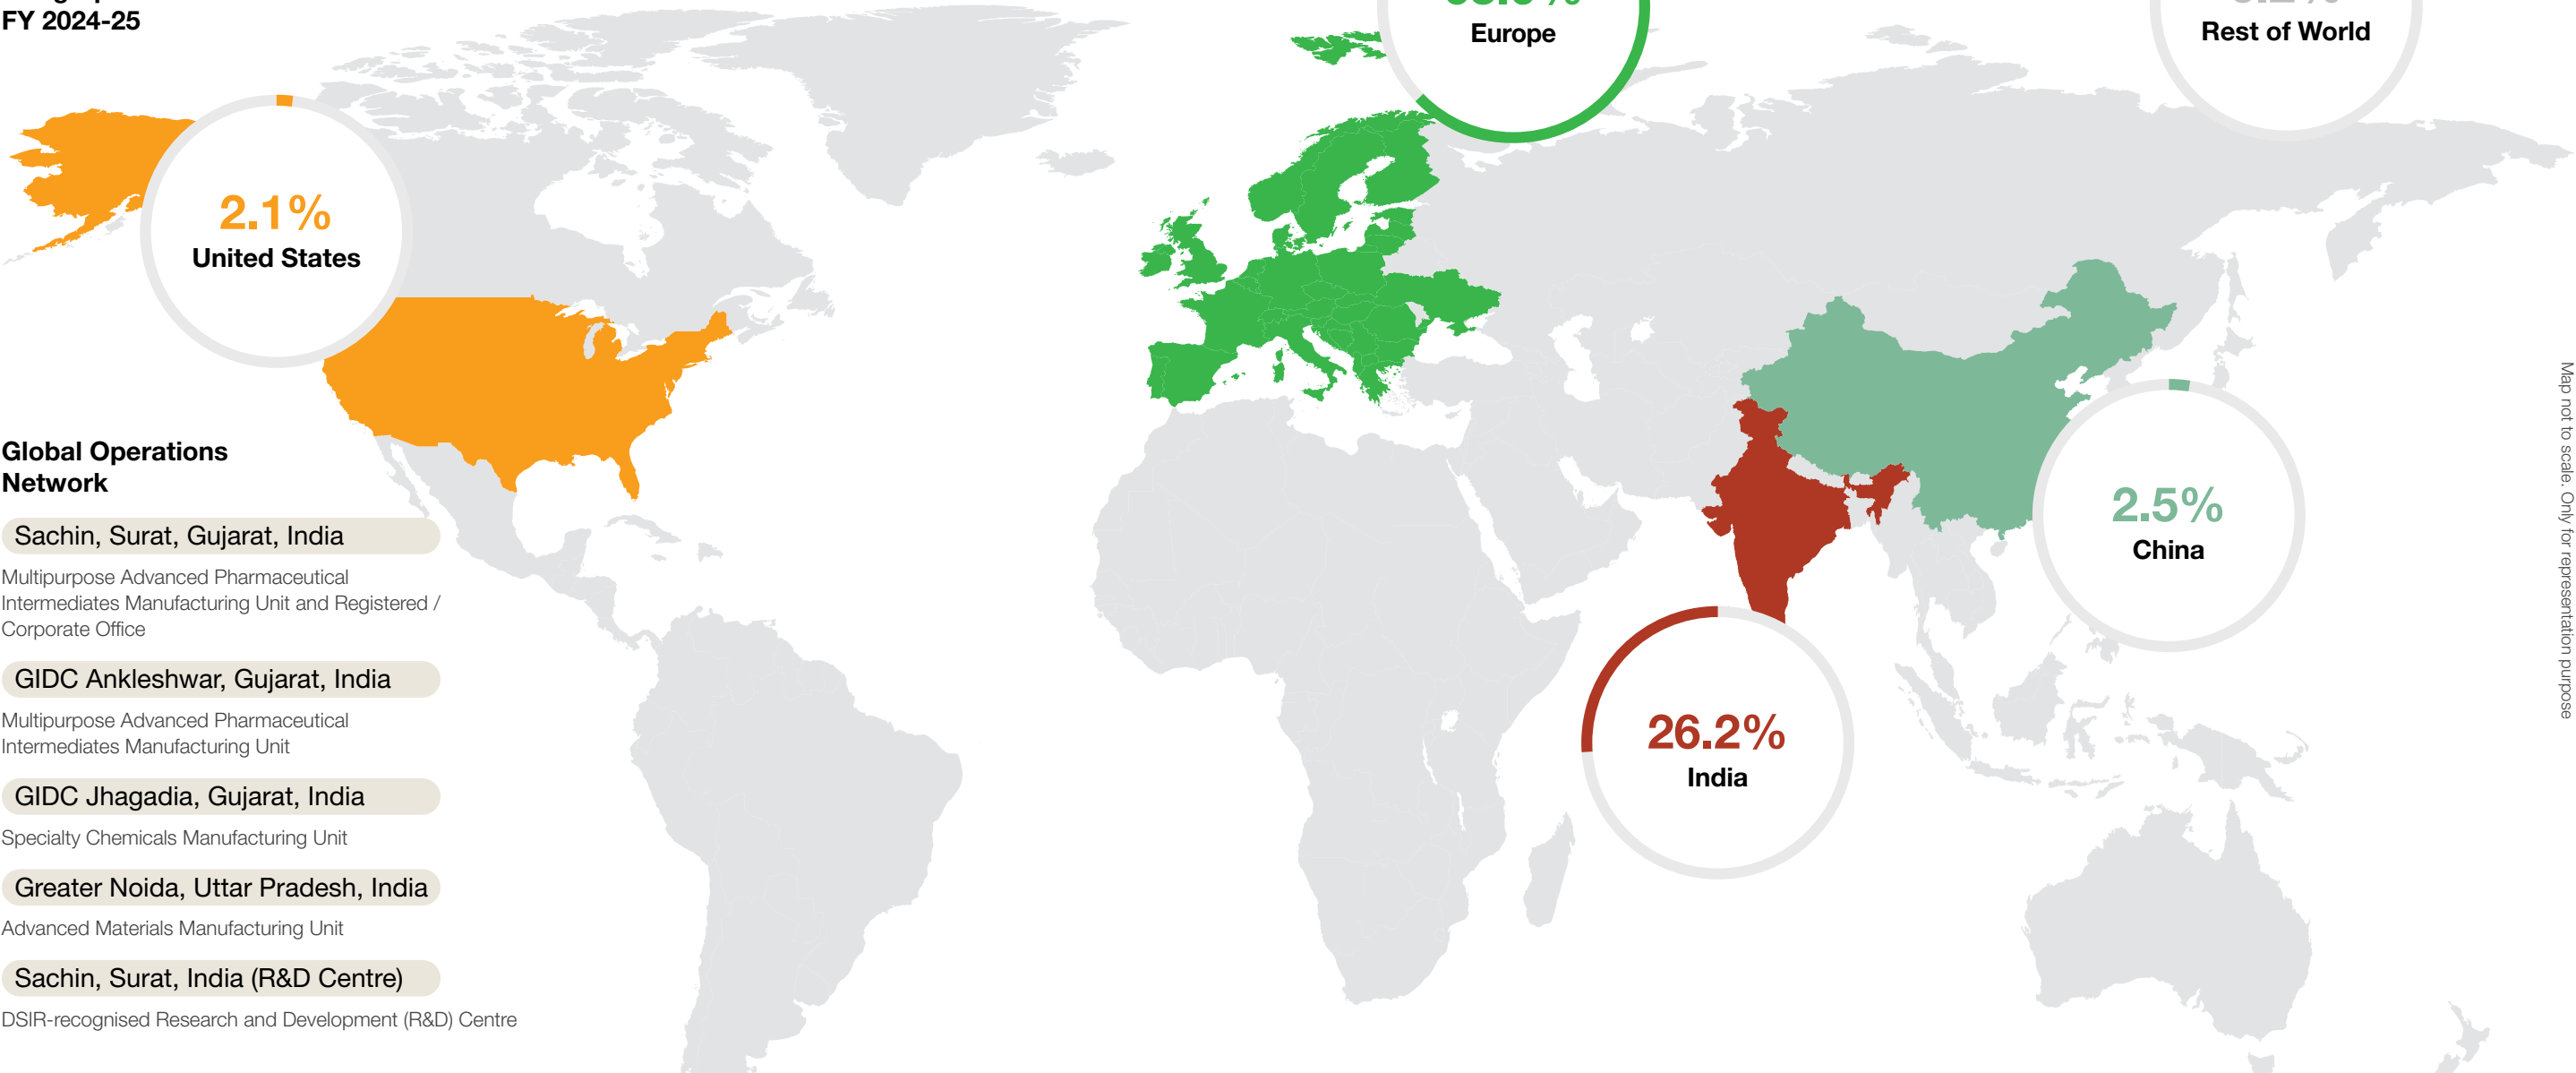 FY 2024-25
Europe
Rest of World
2.1%
United States
Global Operations
Network
Sachin, Surat, Gujarat, India
Multipurpose Advanced Pharmaceutical
Intermediates Manufacturing Unit and Registered /
Corporate Office
GIDC Ankleshwar, Gujarat, India
Multipurpose Advanced Pharmaceutical
Intermediates Manufacturing Unit
GIDC Jhagadia, Gujarat, India
Specialty Chemicals Manufacturing Unit
Greater Noida, Uttar Pradesh, India
Advanced Materials Manufacturing Unit
Sachin, Surat, India (R&D Centre)
DSIR-recognised Research and Development (R&D) Centre
2.5%
China
26.2%
India
Map not to scale. Only for representation purpose